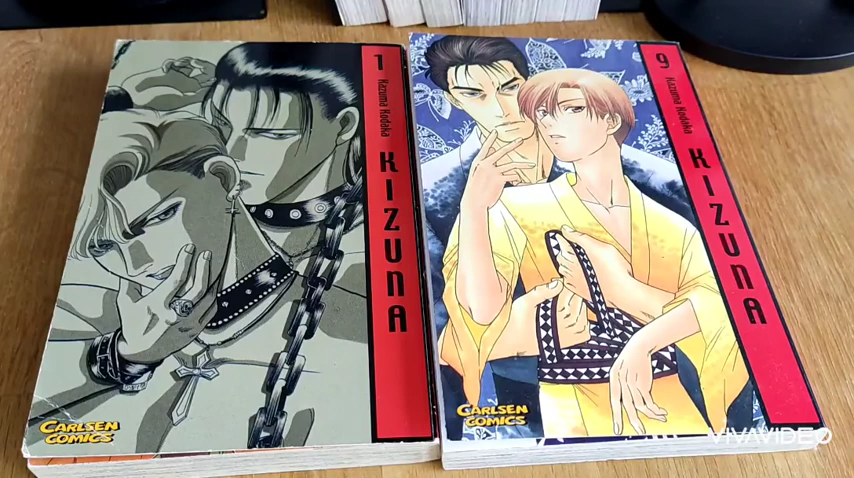 1
Kazuma Kodaka
KIZUNA
CARLSEN
COMICS
9
Kazuma Kodaka
KIZUNA
CARLSEN
COMICS
VIVAVIDEO